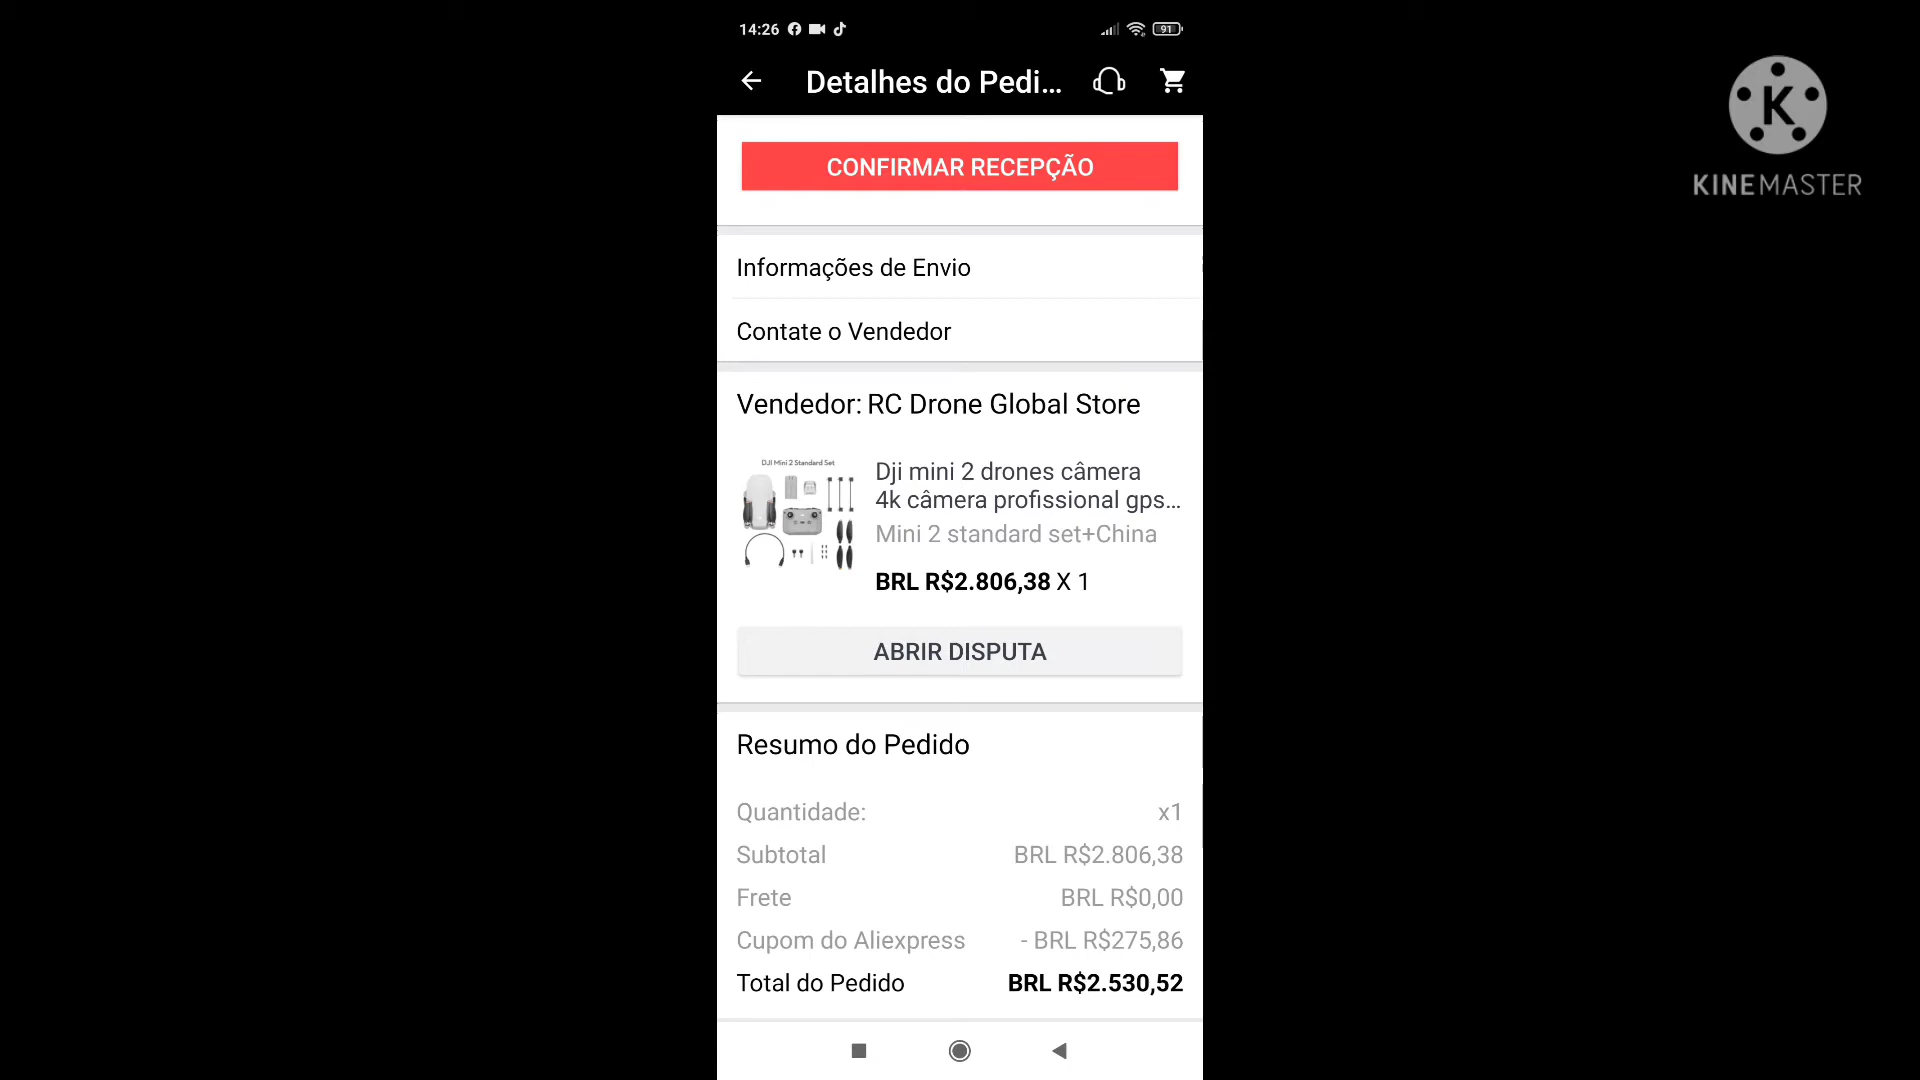 14:26
91
Detalhes do Pedi...
K
KINEMASTER
CONFIRMAR RECEPÇÃO
Informações de Envio
Contate o Vendedor
Vendedor: RC Drone Global Store
DJI Mini 2 Standard Set
Dji mini 2 drones câmera
4k câmera profissional gps...
Mini 2 standard set+China
BRL R$2.806,38 X 1
ABRIR DISPUTA
Resumo do Pedido
Quantidade: x1
Subtotal BRL R$2.806,38
Frete BRL R$0,00
Cupom do Aliexpress - BRL R$275,86
Total do Pedido BRL R$2.530,52